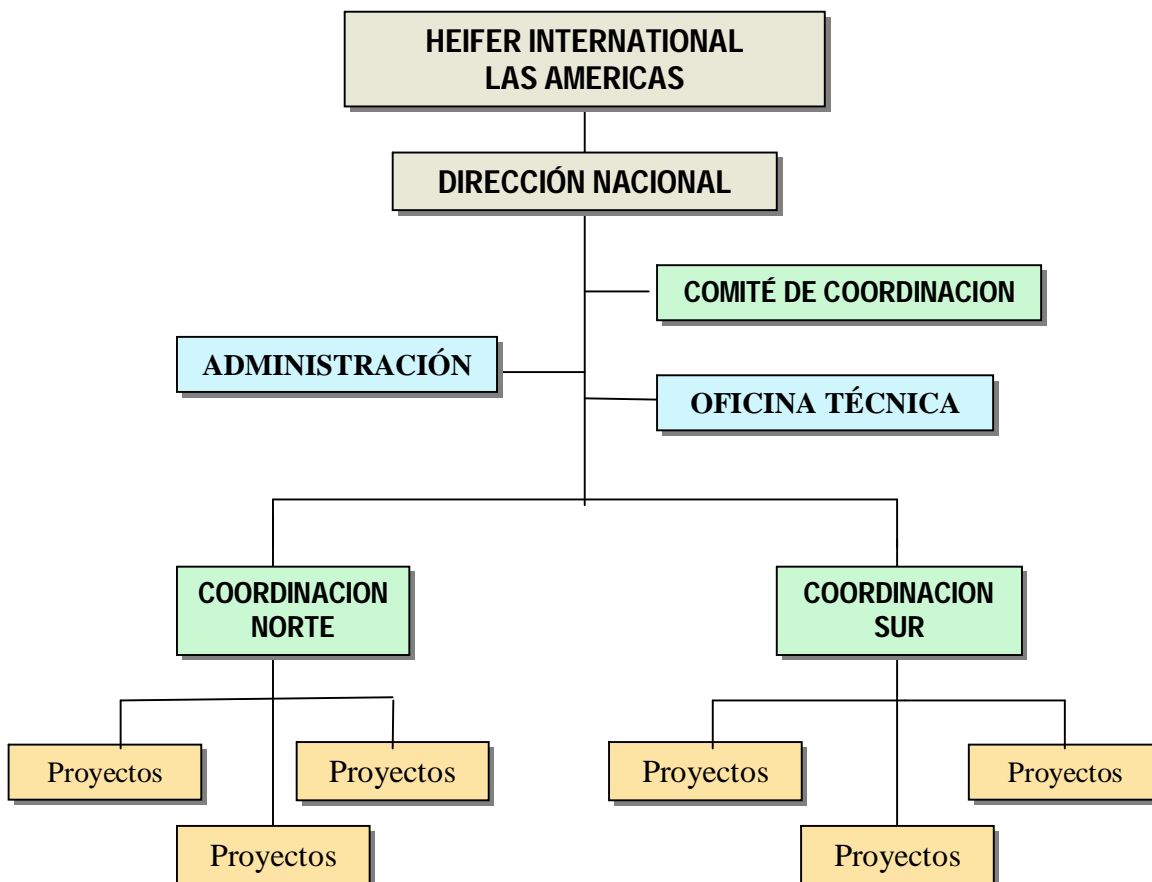 HEIFER INTERNATIONAL
LAS AMERICAS
DIRECCIÓN NACIONAL
COMITÉ DE COORDINACION
ADMINISTRACIÓN
OFICINA TÉCNICA
COORDINACION
NORTE
COORDINACION
SUR
Proyectos
Proyectos
Proyectos
Proyectos
Proyectos
Proyectos